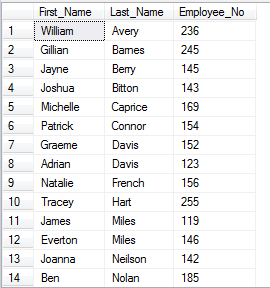 First_Name Last_Name Employee_No
1 William Avery 236
2 Gillian Barnes 245
3 Jayne Berry 145
4 Joshua Bitton 143
5 Michelle Caprice 169
6 Patrick Connor 154
7 Graeme Davis 152
8 Adrian Davis 123
9 Natalie French 156
10 Tracey Hart 255
11 James Miles 119
12 Everton Miles 146
13 Joanna Neilson 142
14 Ben Nolan 185